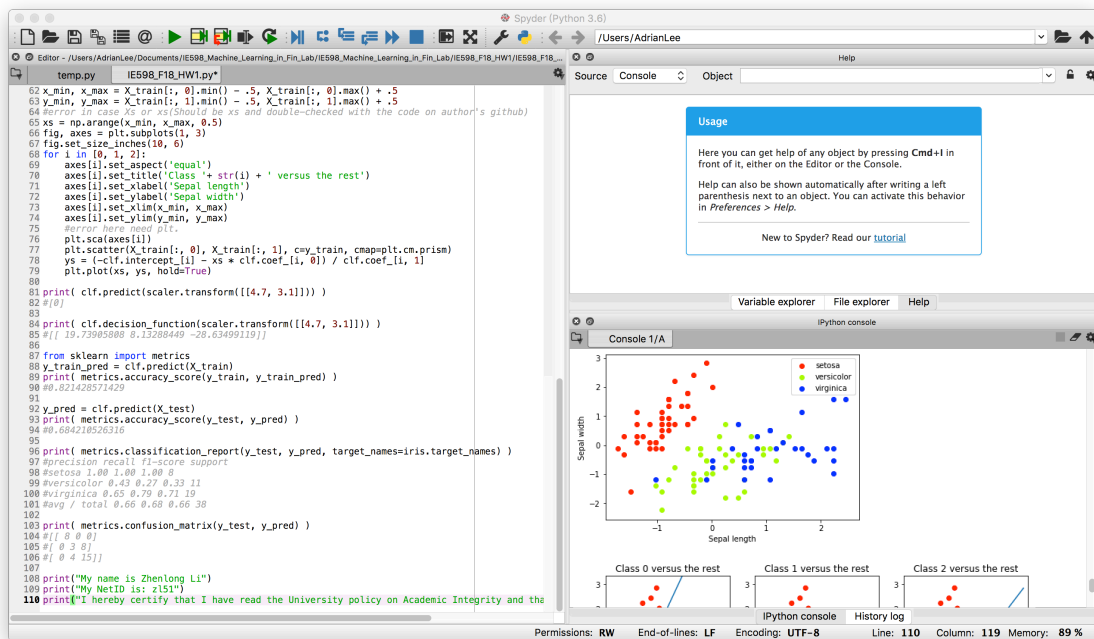 Spyder (Python 3.6)
/Users/AdrianLee
Editor - /Users/AdrianLee/Documents/IE598_Machine_Learning_in_Fin_Lab/IE598_Machine_Learning_in_Fin_Lab/IE598_F18_HW1/IE598_F18_...
temp.py IE598_F18_HW1.py*
62 x_min, x_max = X_train[:, 0].min() - .5, X_train[:, 0].max() + .5
63 y_min, y_max = X_train[:, 1].min() - .5, X_train[:, 1].max() + .5
64 #error in case Xs or xs(Should be xs and double-checked with the code on author's github)
65 xs = np.arange(x_min, x_max, 0.5)
66 fig, axes = plt.subplots(1, 3)
67 fig.set_size_inches(10, 6)
68 for i in [0, 1, 2]:
69 axes[i].set_aspect('equal')
70 axes[i].set_title('Class '+ str(i) + ' versus the rest')
71 axes[i].set_xlabel('Sepal length')
72 axes[i].set_ylabel('Sepal width')
73 axes[i].set_xlim(x_min, x_max)
74 axes[i].set_ylim(y_min, y_max)
75 #error here need plt.
76 plt.sca(axes[i])
77 plt.scatter(X_train[:, 0], X_train[:, 1], c=y_train, cmap=plt.cm.prism)
78 ys = (-clf.intercept_[i] - xs * clf.coef_[i, 0]) / clf.coef_[i, 1]
79 plt.plot(xs, ys, hold=True)
80
81 print( clf.predict(scaler.transform([[4.7, 3.1]])) )
82 #[0]
83
84 print( clf.decision_function(scaler.transform([[4.7, 3.1]])) )
85 #[[ 19.73905808 8.13288449 -28.63499119]]
86
87 from sklearn import metrics
88 y_train_pred = clf.predict(X_train)
89 print( metrics.accuracy_score(y_train, y_train_pred) )
90 #0.821428571429
91
92 y_pred = clf.predict(X_test)
93 print( metrics.accuracy_score(y_test, y_pred) )
94 #0.684210526316
95
96 print( metrics.classification_report(y_test, y_pred, target_names=iris.target_names) )
97 #precision recall f1-score support
98 #setosa 1.00 1.00 1.00 8
99 #versicolor 0.43 0.27 0.33 11
100 #virginica 0.65 0.79 0.71 19
101 #avg / total 0.66 0.68 0.66 38
102
103 print( metrics.confusion_matrix(y_test, y_pred) )
104 #[[ 8 0 0]
105 #[ 0 3 8]
106 #[ 0 4 15]]
107
108 print("My name is Zhenlong Li")
109 print("My NetID is: zl51")
110 print("I hereby certify that I have read the University policy on Academic Integrity and tha
Help
Source Console Object
Usage
Here you can get help of any object by pressing Cmd+I in
front of it, either on the Editor or the Console.
Help can also be shown automatically after writing a left
parenthesis next to an object. You can activate this behavior
in Preferences > Help.
New to Spyder? Read our tutorial
Variable explorer File explorer Help
IPython console
Console 1/A
setosa
versicolor
virginica
3
2
1
0
−1
−2
Sepal width
−1 0 1 2
Sepal length
Class 0 versus the rest Class 1 versus the rest Class 2 versus the rest
3 3 3
2 2 2
IPython console History log
Permissions: RW End-of-lines: LF Encoding: UTF-8 Line: 110 Column: 119 Memory: 89 %